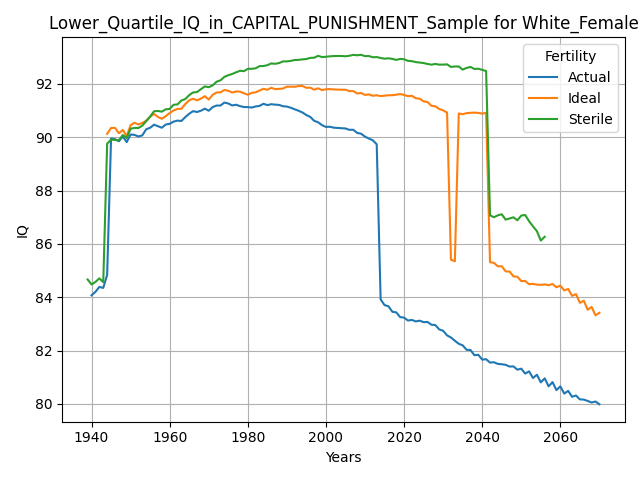 Lower_Quartile_IQ_in_CAPITAL_PUNISHMENT_Sample for White_Female
Fertility
Actual
Ideal
Sterile
IQ
92
90
88
86
84
82
80
1940 1960 1980 2000 2020 2040 2060
Years